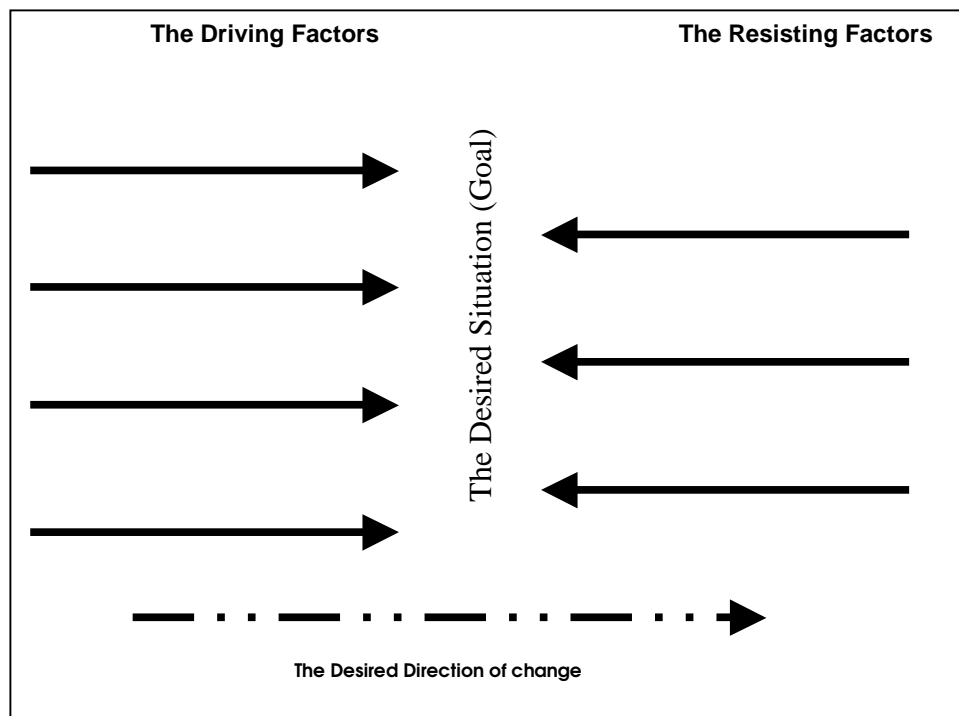 The Driving Factors
The Resisting Factors
The Desired Situation (Goal)
The Desired Direction of change